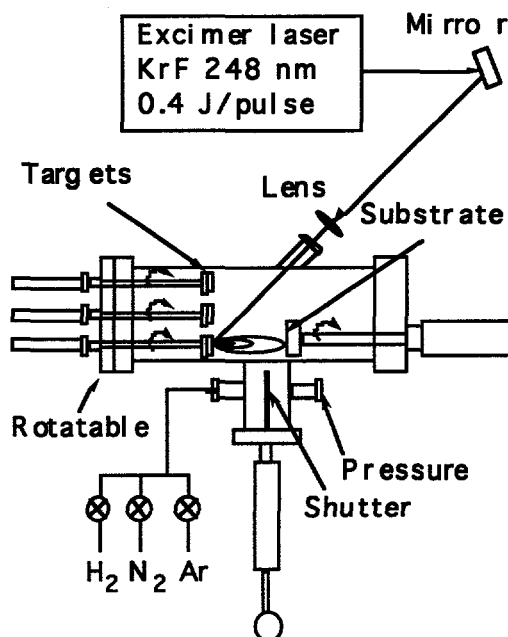 Excimer laser
KrF 248 nm
0.4 J/pulse
Mirror
Targets
Lens
Substrate
Rotatable
Pressure
Shutter
H2 N2 Ar